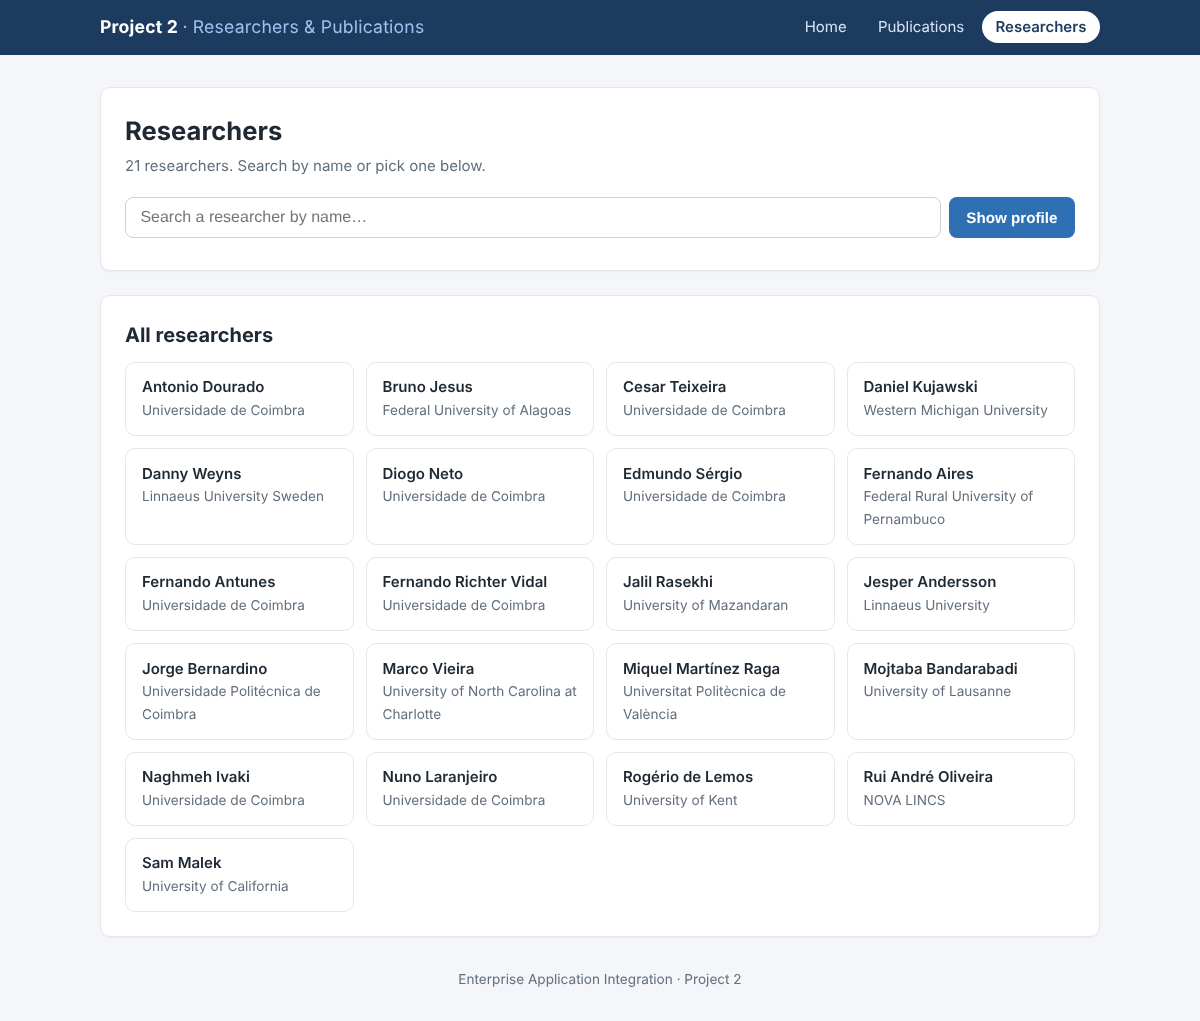 Project 2 · Researchers & Publications
Home
Publications
Researchers
Researchers
21 researchers. Search by name or pick one below.
Search a researcher by name…
Show profile
All researchers
Antonio Dourado
Universidade de Coimbra
Bruno Jesus
Federal University of Alagoas
Cesar Teixeira
Universidade de Coimbra
Daniel Kujawski
Western Michigan University
Danny Weyns
Linnaeus University Sweden
Diogo Neto
Universidade de Coimbra
Edmundo Sérgio
Universidade de Coimbra
Fernando Aires
Federal Rural University of
Pernambuco
Fernando Antunes
Universidade de Coimbra
Fernando Richter Vidal
Universidade de Coimbra
Jalil Rasekhi
University of Mazandaran
Jesper Andersson
Linnaeus University
Jorge Bernardino
Universidade Politécnica de
Coimbra
Marco Vieira
University of North Carolina at
Charlotte
Miquel Martínez Raga
Universitat Politècnica de
València
Mojtaba Bandarabadi
University of Lausanne
Naghmeh Ivaki
Universidade de Coimbra
Nuno Laranjeiro
Universidade de Coimbra
Rogério de Lemos
University of Kent
Rui André Oliveira
NOVA LINCS
Sam Malek
University of California
Enterprise Application Integration · Project 2